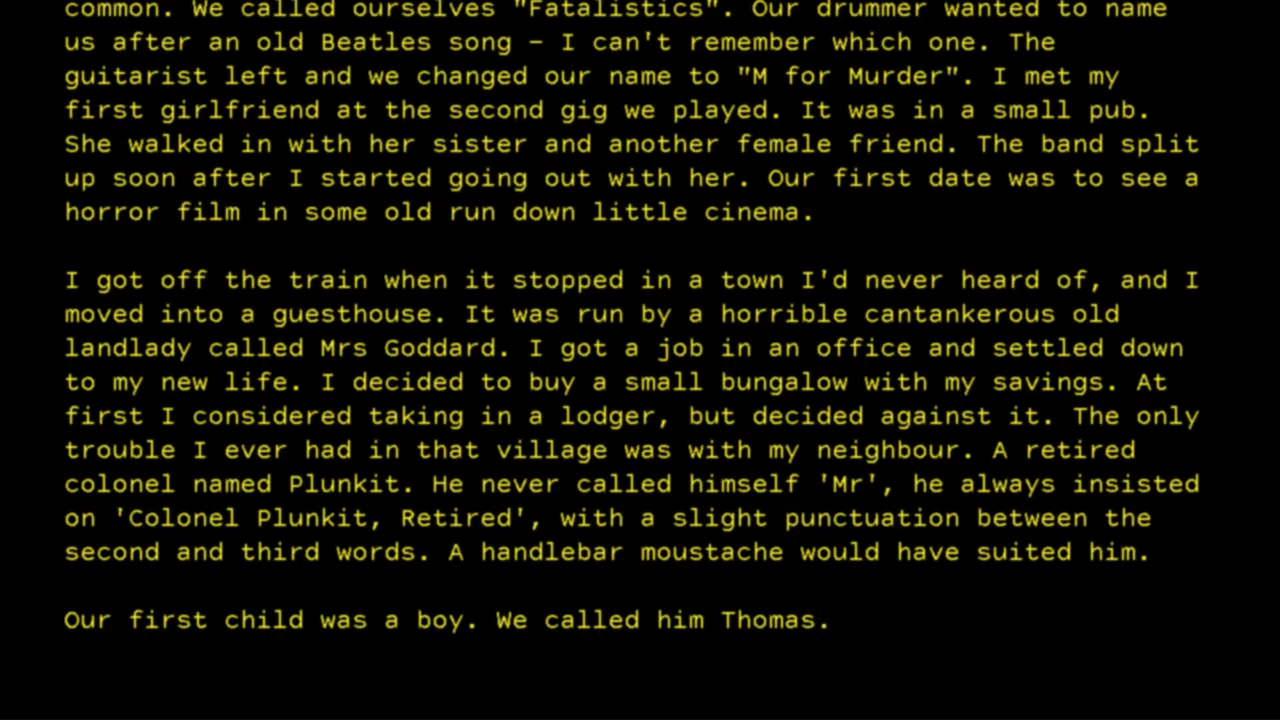 common. We called ourselves "Fatalistics". Our drummer wanted to name
us after an old Beatles song – I can't remember which one. The
guitarist left and we changed our name to "M for Murder". I met my
first girlfriend at the second gig we played. It was in a small pub.
She walked in with her sister and another female friend. The band split
up soon after I started going out with her. Our first date was to see a
horror film in some old run down little cinema.
I got off the train when it stopped in a town I'd never heard of, and I
moved into a guesthouse. It was run by a horrible cantankerous old
landlady called Mrs Goddard. I got a job in an office and settled down
to my new life. I decided to buy a small bungalow with my savings. At
first I considered taking in a lodger, but decided against it. The only
trouble I ever had in that village was with my neighbour. A retired
colonel named Plunkit. He never called himself 'Mr', he always insisted
on 'Colonel Plunkit, Retired', with a slight punctuation between the
second and third words. A handlebar moustache would have suited him.
Our first child was a boy. We called him Thomas.